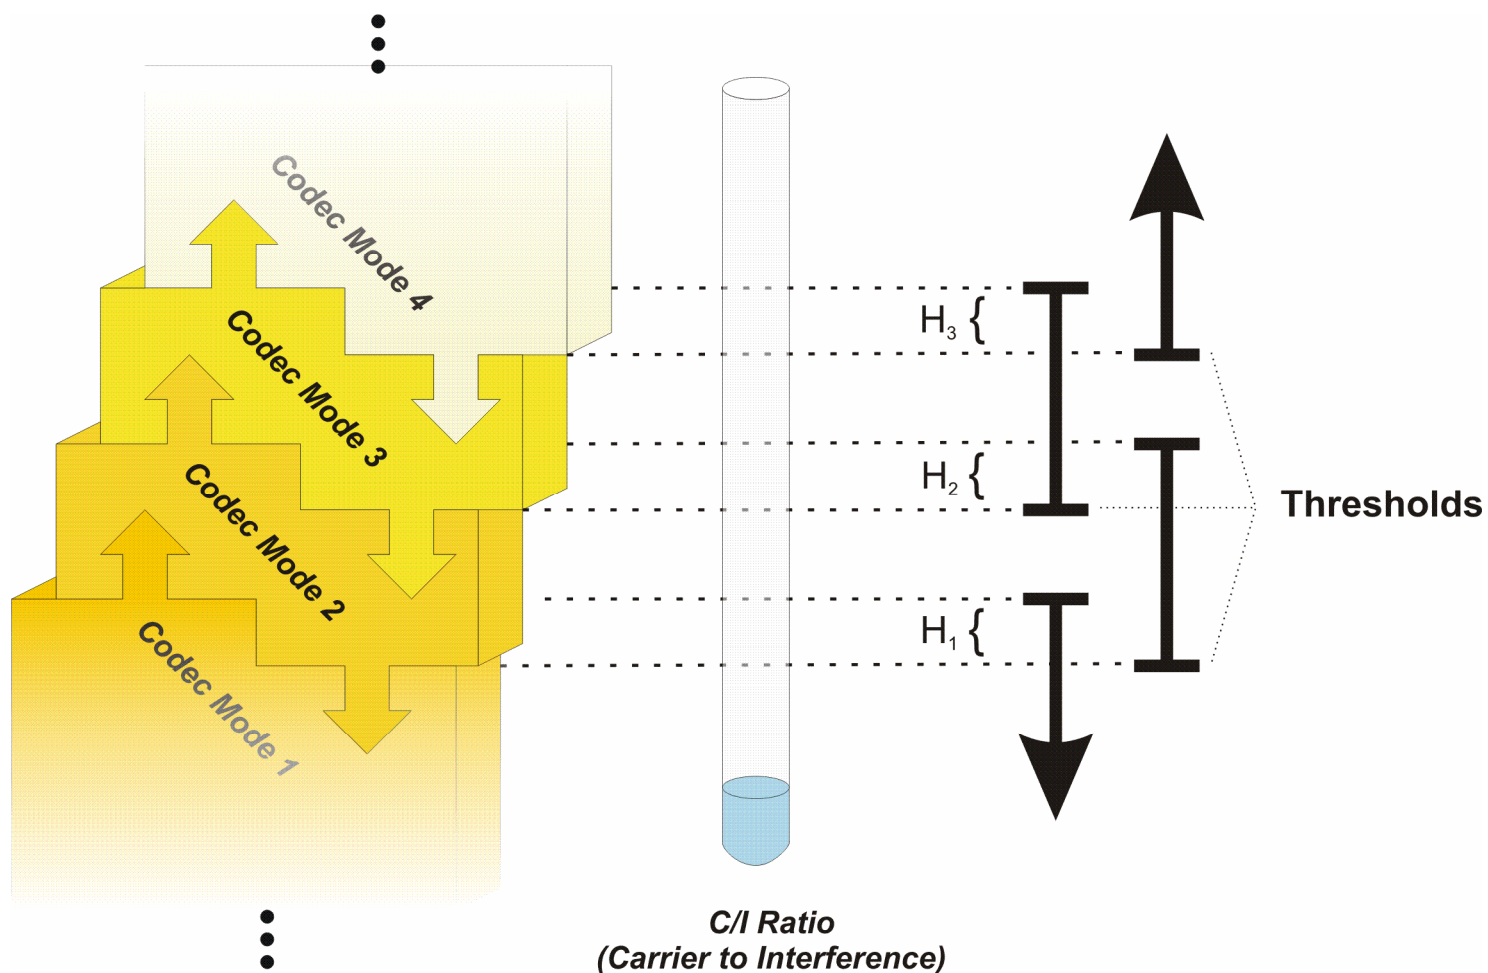 Codec Mode 4
Codec Mode 3
Codec Mode 2
Codec Mode 1
H3 {
H2 {
H1 {
Thresholds
C/I Ratio
(Carrier to Interference)